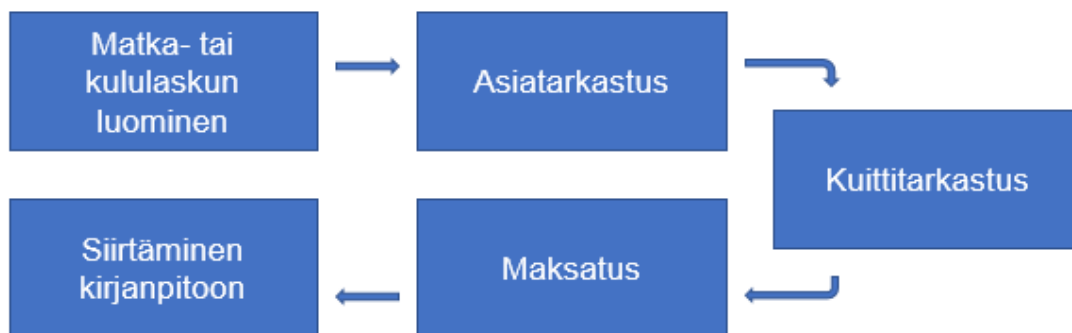 Matka- tai
kululaskun
luominen
Asiatarkastus
Kuittitarkastus
Maksatus
Siirtäminen
kirjanpitoon